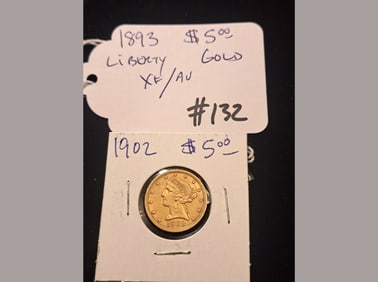 1893 $5.00
LIBERTY GOLD
XF/AU
#132
1902 $5.00